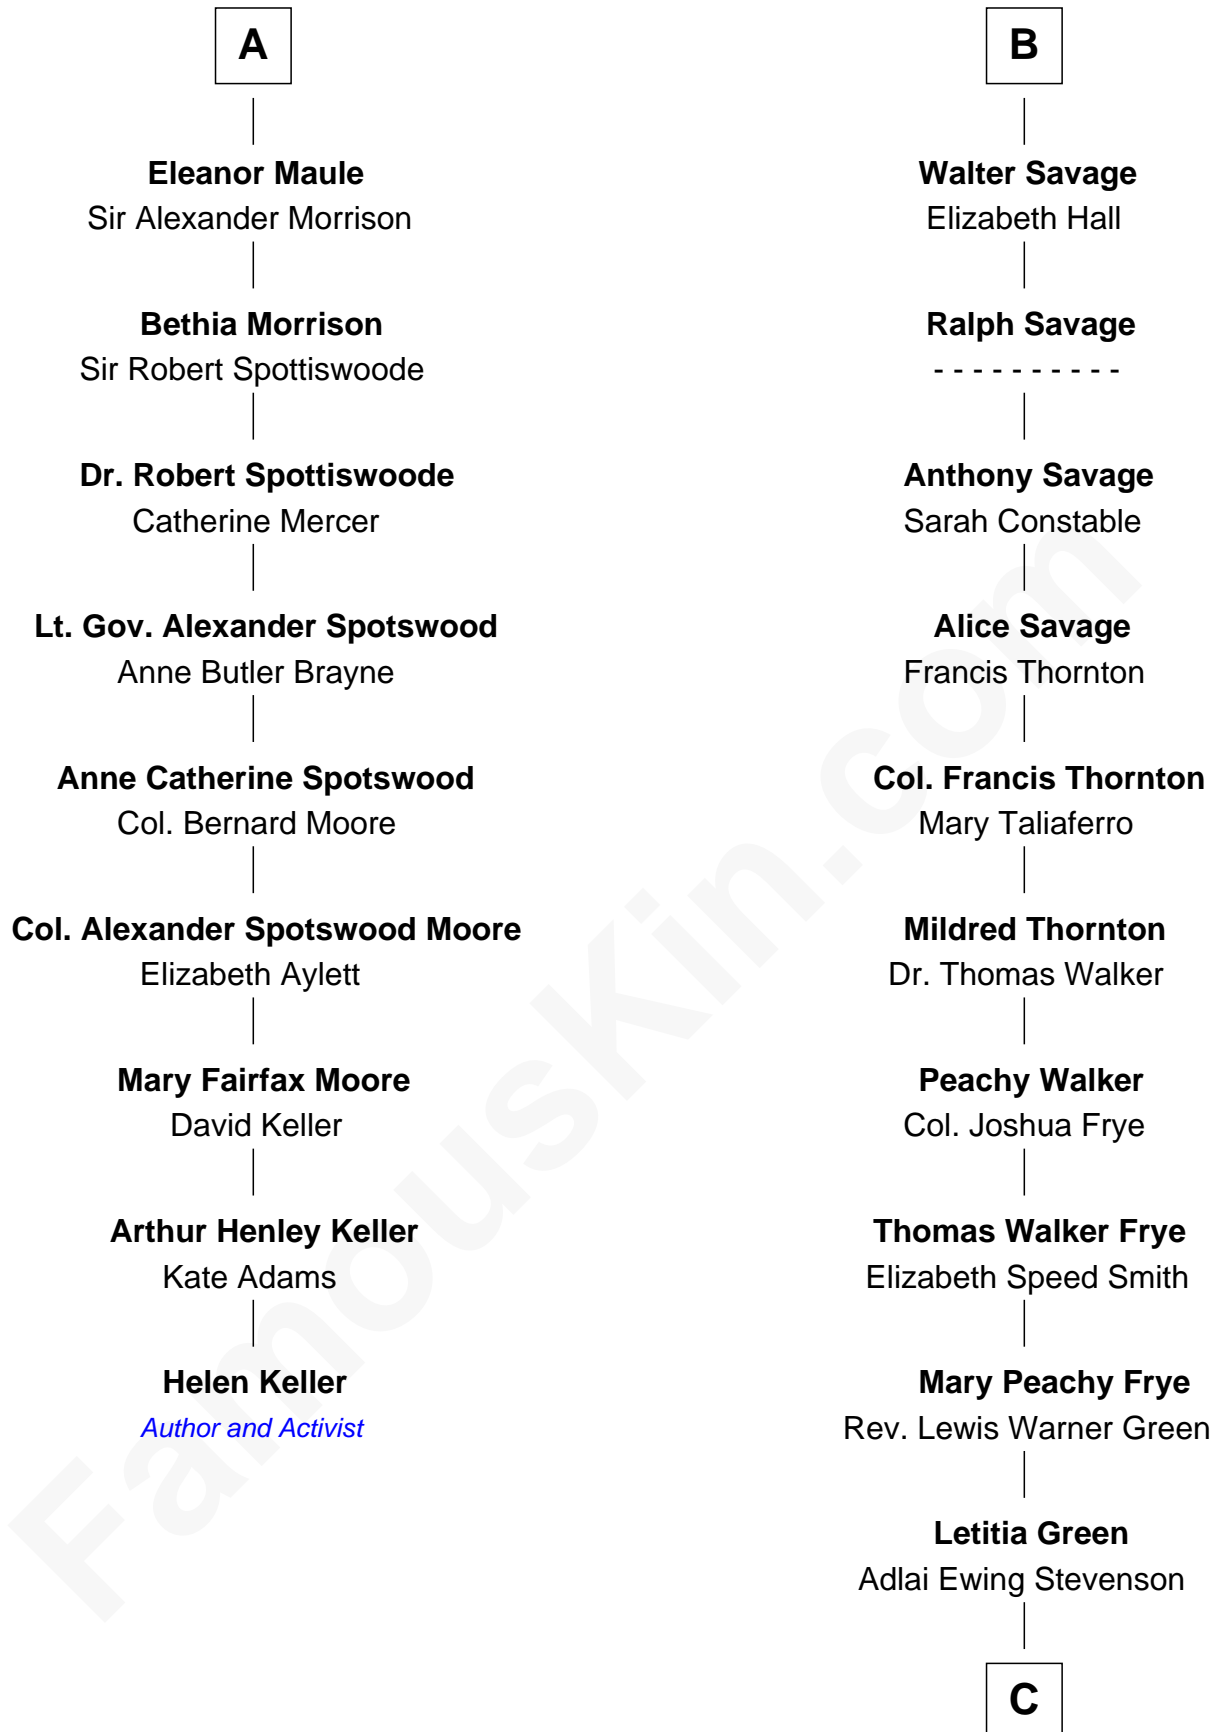 A
Eleanor Maule
Sir Alexander Morrison
Bethia Morrison
Sir Robert Spottiswoode
Dr. Robert Spottiswoode
Catherine Mercer
Lt. Gov. Alexander Spotswood
Anne Butler Brayne
Anne Catherine Spotswood
Col. Bernard Moore
Col. Alexander Spotswood Moore
Elizabeth Aylett
Mary Fairfax Moore
David Keller
Arthur Henley Keller
Kate Adams
Helen Keller
Author and Activist
B
Walter Savage
Elizabeth Hall
Ralph Savage
- - - - - - - - - -
Anthony Savage
Sarah Constable
Alice Savage
Francis Thornton
Col. Francis Thornton
Mary Taliaferro
Mildred Thornton
Dr. Thomas Walker
Peachy Walker
Col. Joshua Frye
Thomas Walker Frye
Elizabeth Speed Smith
Mary Peachy Frye
Rev. Lewis Warner Green
Letitia Green
Adlai Ewing Stevenson
C
FamousKin.com